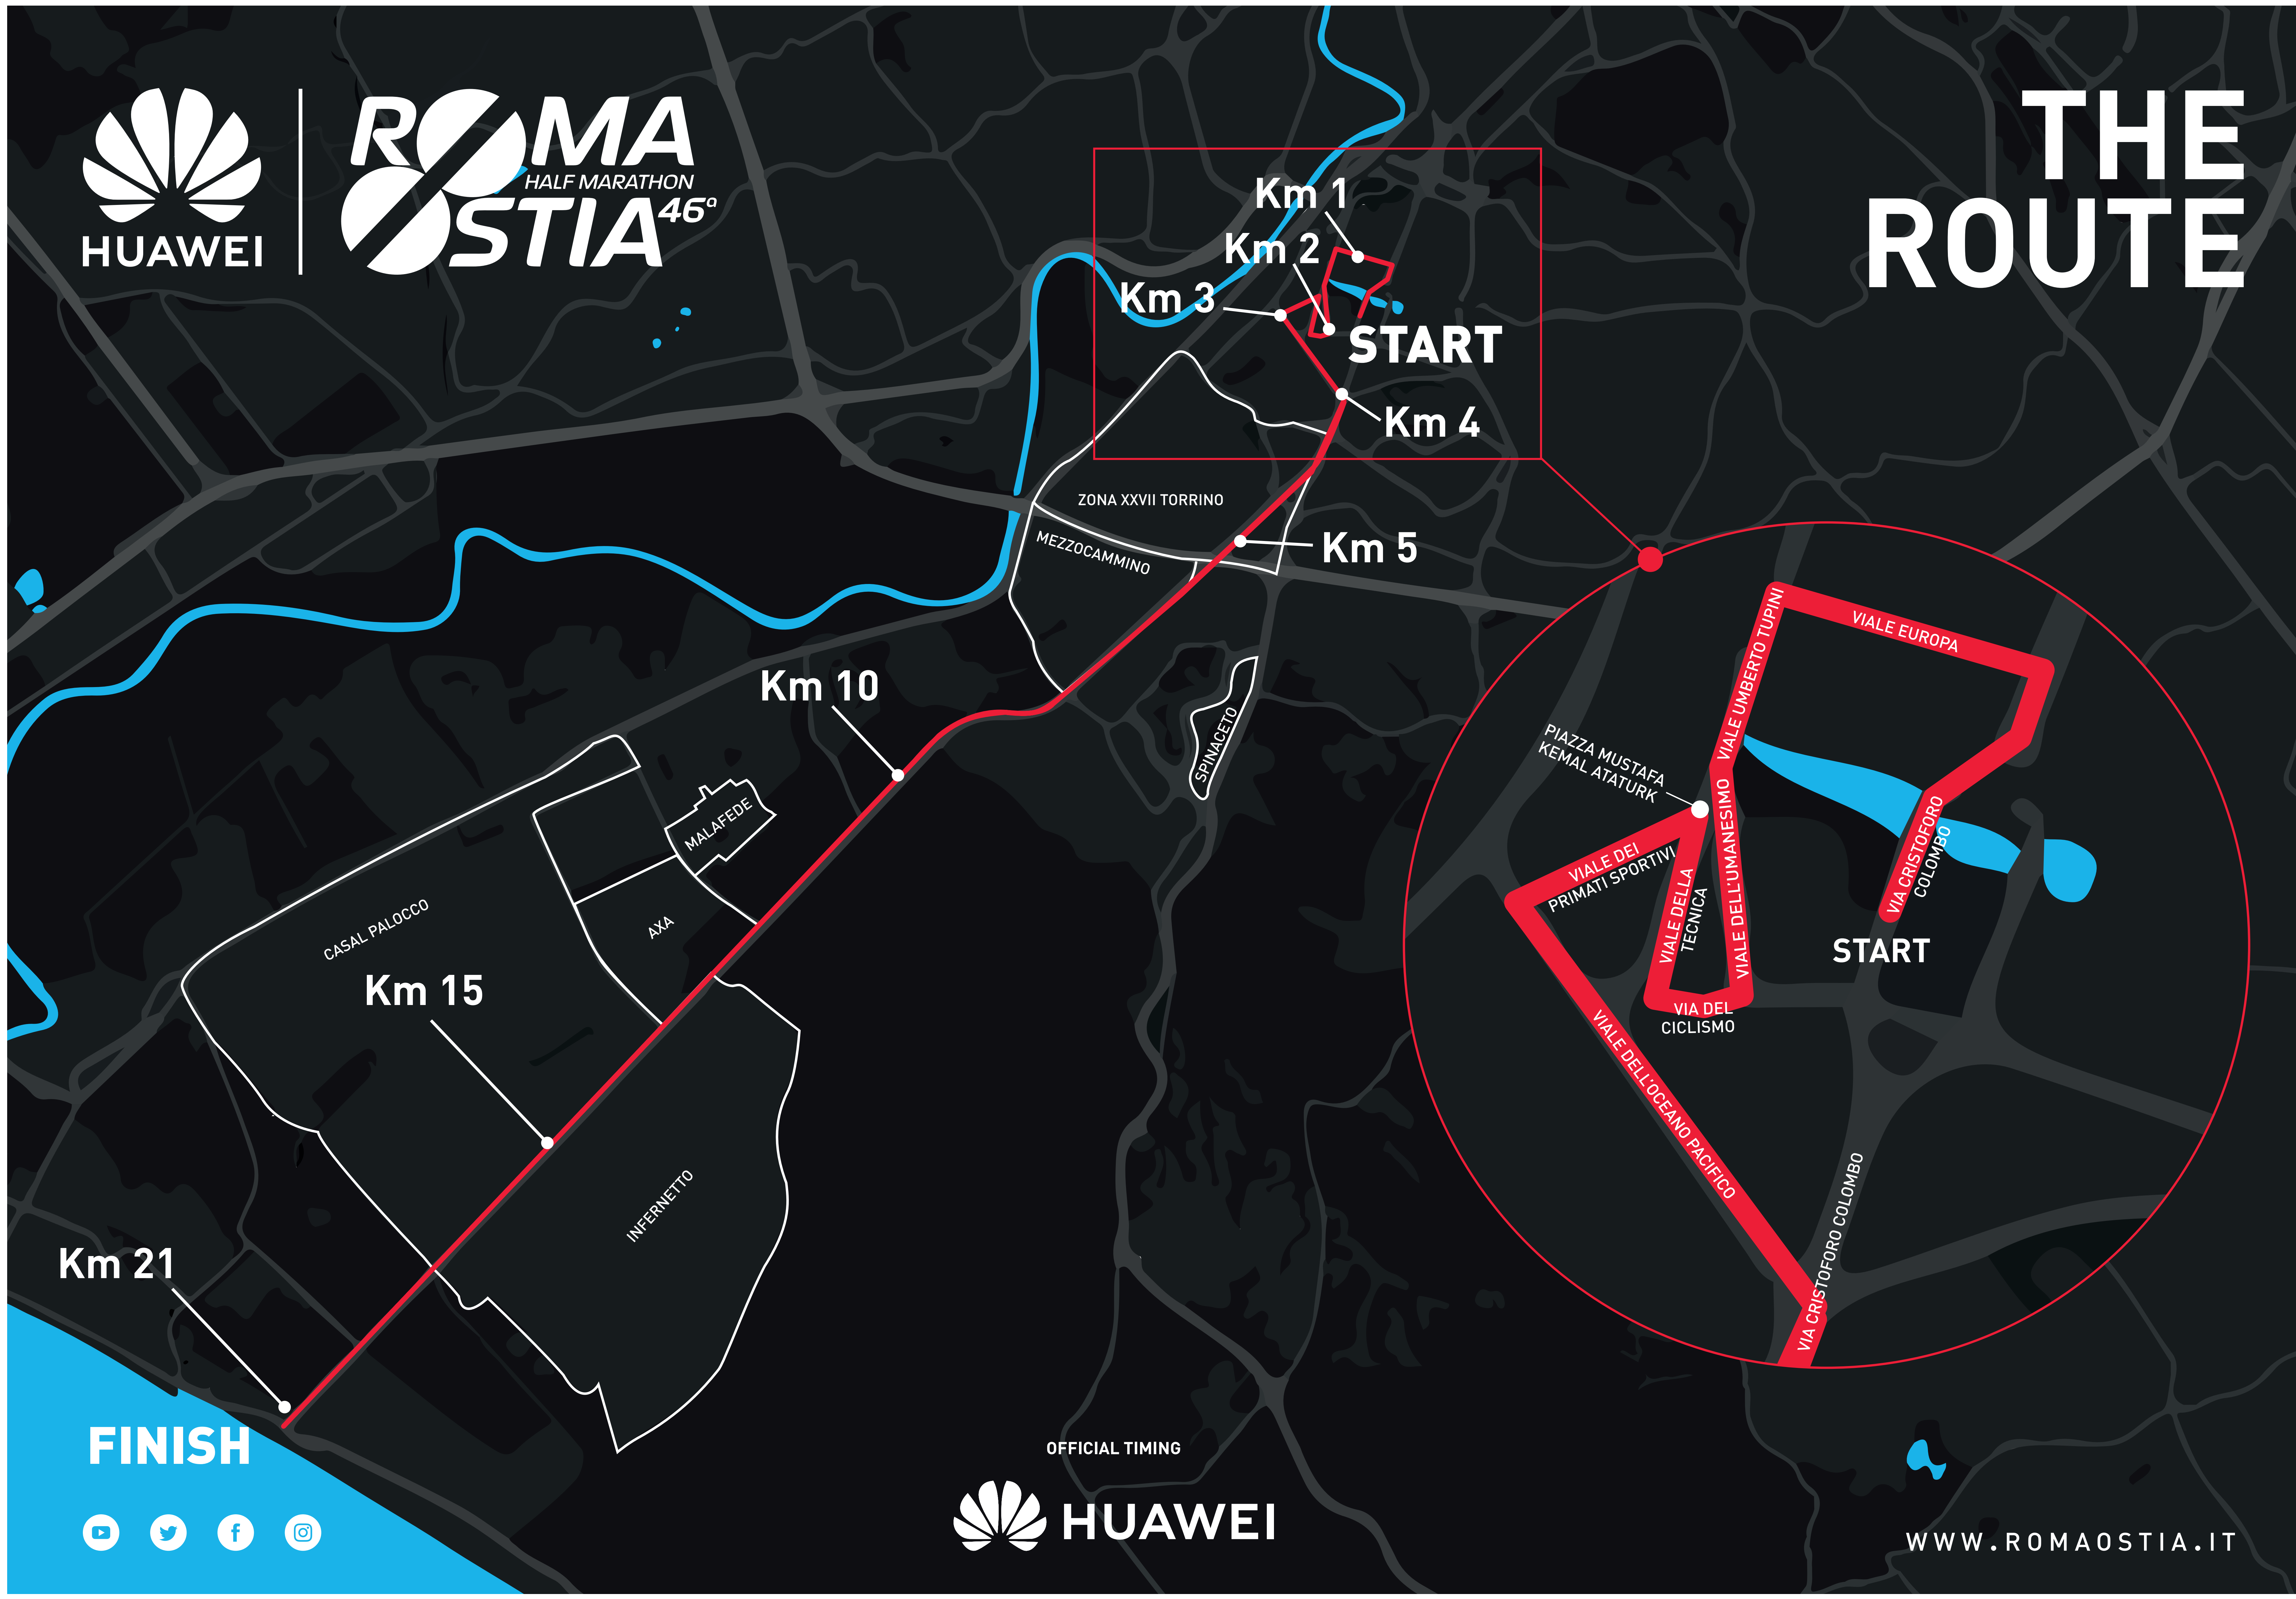 HUAWEI
ROMA
HALF MARATHON
OSTIA 46ª
THE
ROUTE
Km 1
Km 2
Km 3
START
Km 4
ZONA XXVII TORRINO
MEZZOCAMMINO
Km 5
Km 10
SPINACETO
MALAFEDE
AXA
CASAL PALOCCO
Km 15
INFERNETTO
Km 21
FINISH
VIALE EUROPA
VIALE UMBERTO TUPINI
PIAZZA MUSTAFA
KEMAL ATATURK
VIALE DELL'UMANESIMO
VIALE DEI
PRIMATI SPORTIVI
VIALE DELLA
TECNICA
VIA CRISTOFORO
COLOMBO
START
VIA DEL
CICLISMO
VIALE DELL'OCEANO PACIFICO
VIA CRISTOFORO COLOMBO
OFFICIAL TIMING
HUAWEI
WWW.ROMAOSTIA.IT